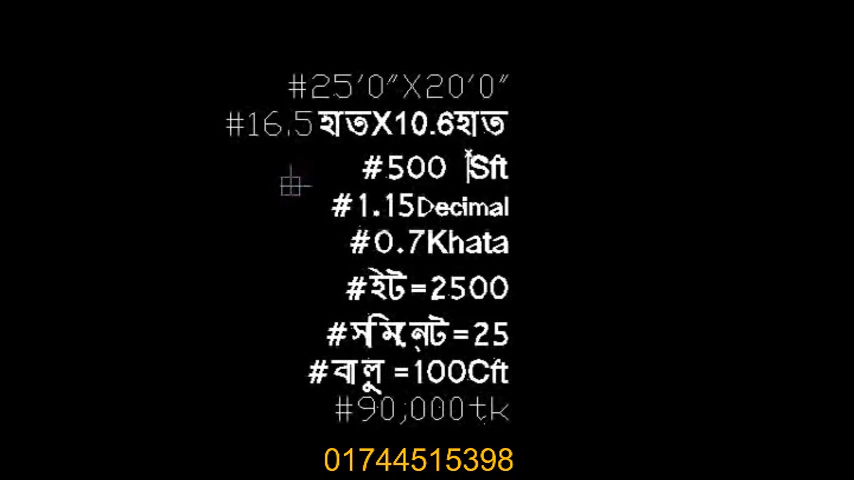 #25'0"X20'0"
#16.5হাতX10.6হাত
#500 Sft
#1.15Decimal
#0.7Khata
#ইট=2500
#সিমেন্ট=25
#বালু =100Cft
#90,000tk
01744515398